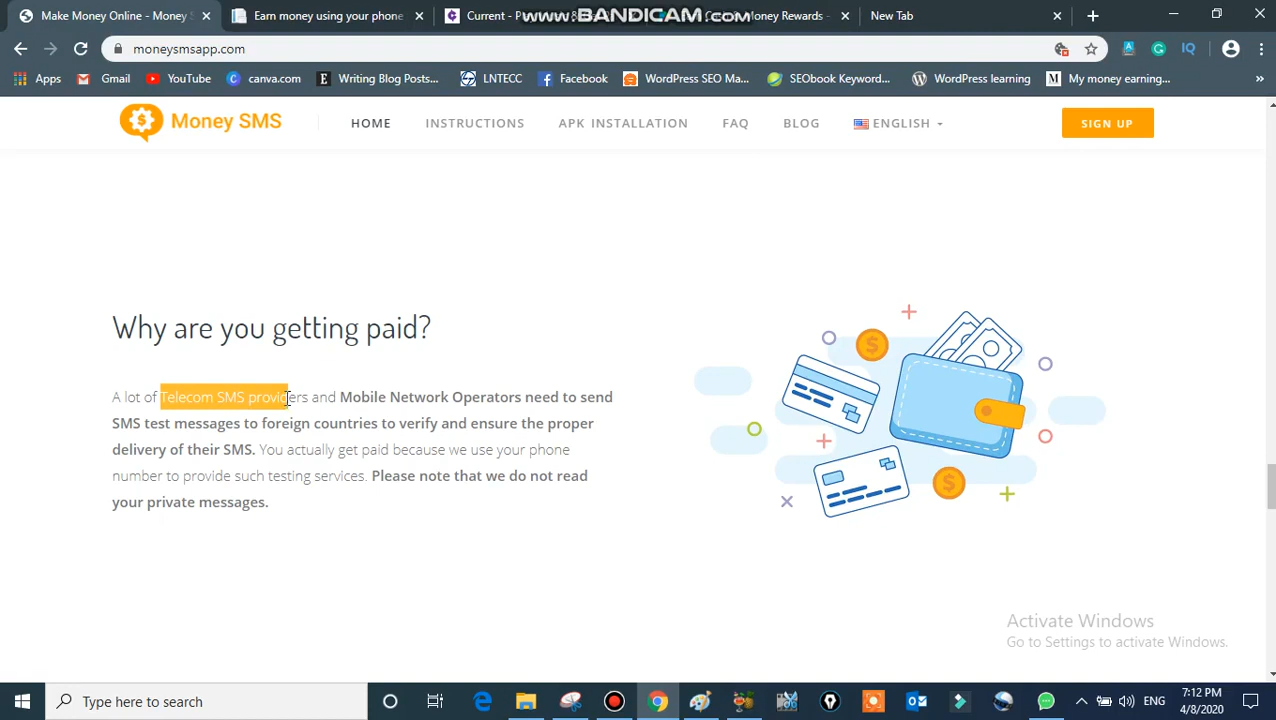 Make Money Online - Money S
Earn money using your phone
Current - P
Money Rewards -
New Tab
www.BANDICAM.com
moneysmsapp.com
Apps
Gmail
YouTube
canva.com
Writing Blog Posts...
LNTECC
Facebook
WordPress SEO Ma...
SEObook Keyword...
WordPress learning
My money earning...
»
Money SMS
HOME
INSTRUCTIONS
APK INSTALLATION
FAQ
BLOG
ENGLISH
SIGN UP
Why are you getting paid?
A lot of Telecom SMS providers and Mobile Network Operators need to send
SMS test messages to foreign countries to verify and ensure the proper
delivery of their SMS. You actually get paid because we use your phone
number to provide such testing services. Please note that we do not read
your private messages.
Activate Windows
Go to Settings to activate Windows.
Type here to search
ENG
7:12 PM
4/8/2020